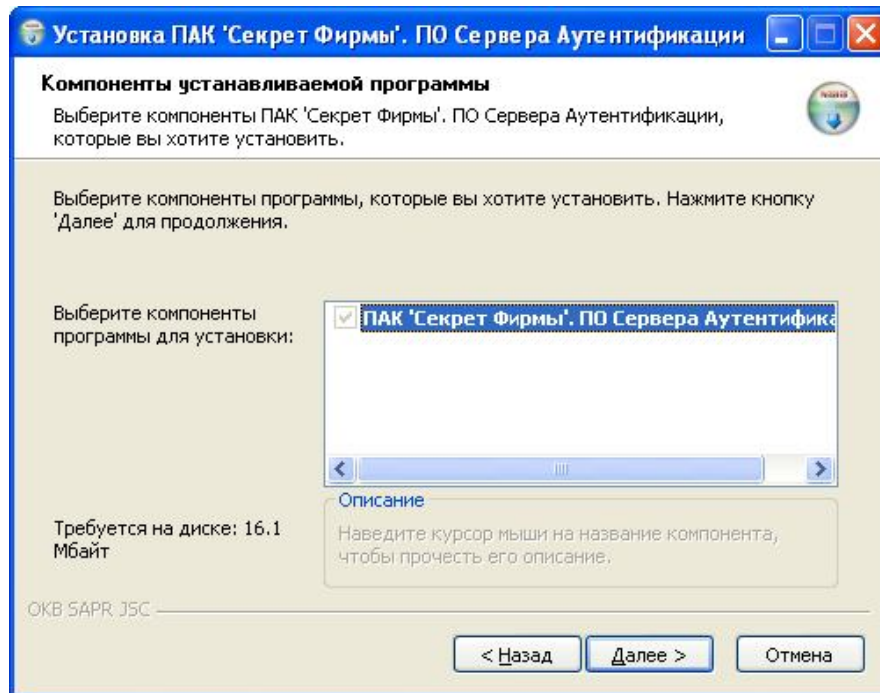 Установка ПАК 'Секрет Фирмы'. ПО Сервера Аутентификации
Компоненты устанавливаемой программы
Выберите компоненты ПАК 'Секрет Фирмы'. ПО Сервера Аутентификации,
которые вы хотите установить.
Выберите компоненты программы, которые вы хотите установить. Нажмите кнопку
'Далее' для продолжения.
Выберите компоненты
программы для установки:
ПАК 'Секрет Фирмы'. ПО Сервера Аутентифика
Описание
Требуется на диске: 16.1
Мбайт
Наведите курсор мыши на название компонента,
чтобы прочесть его описание.
OKB SAPR JSC
< Назад
Далее >
Отмена